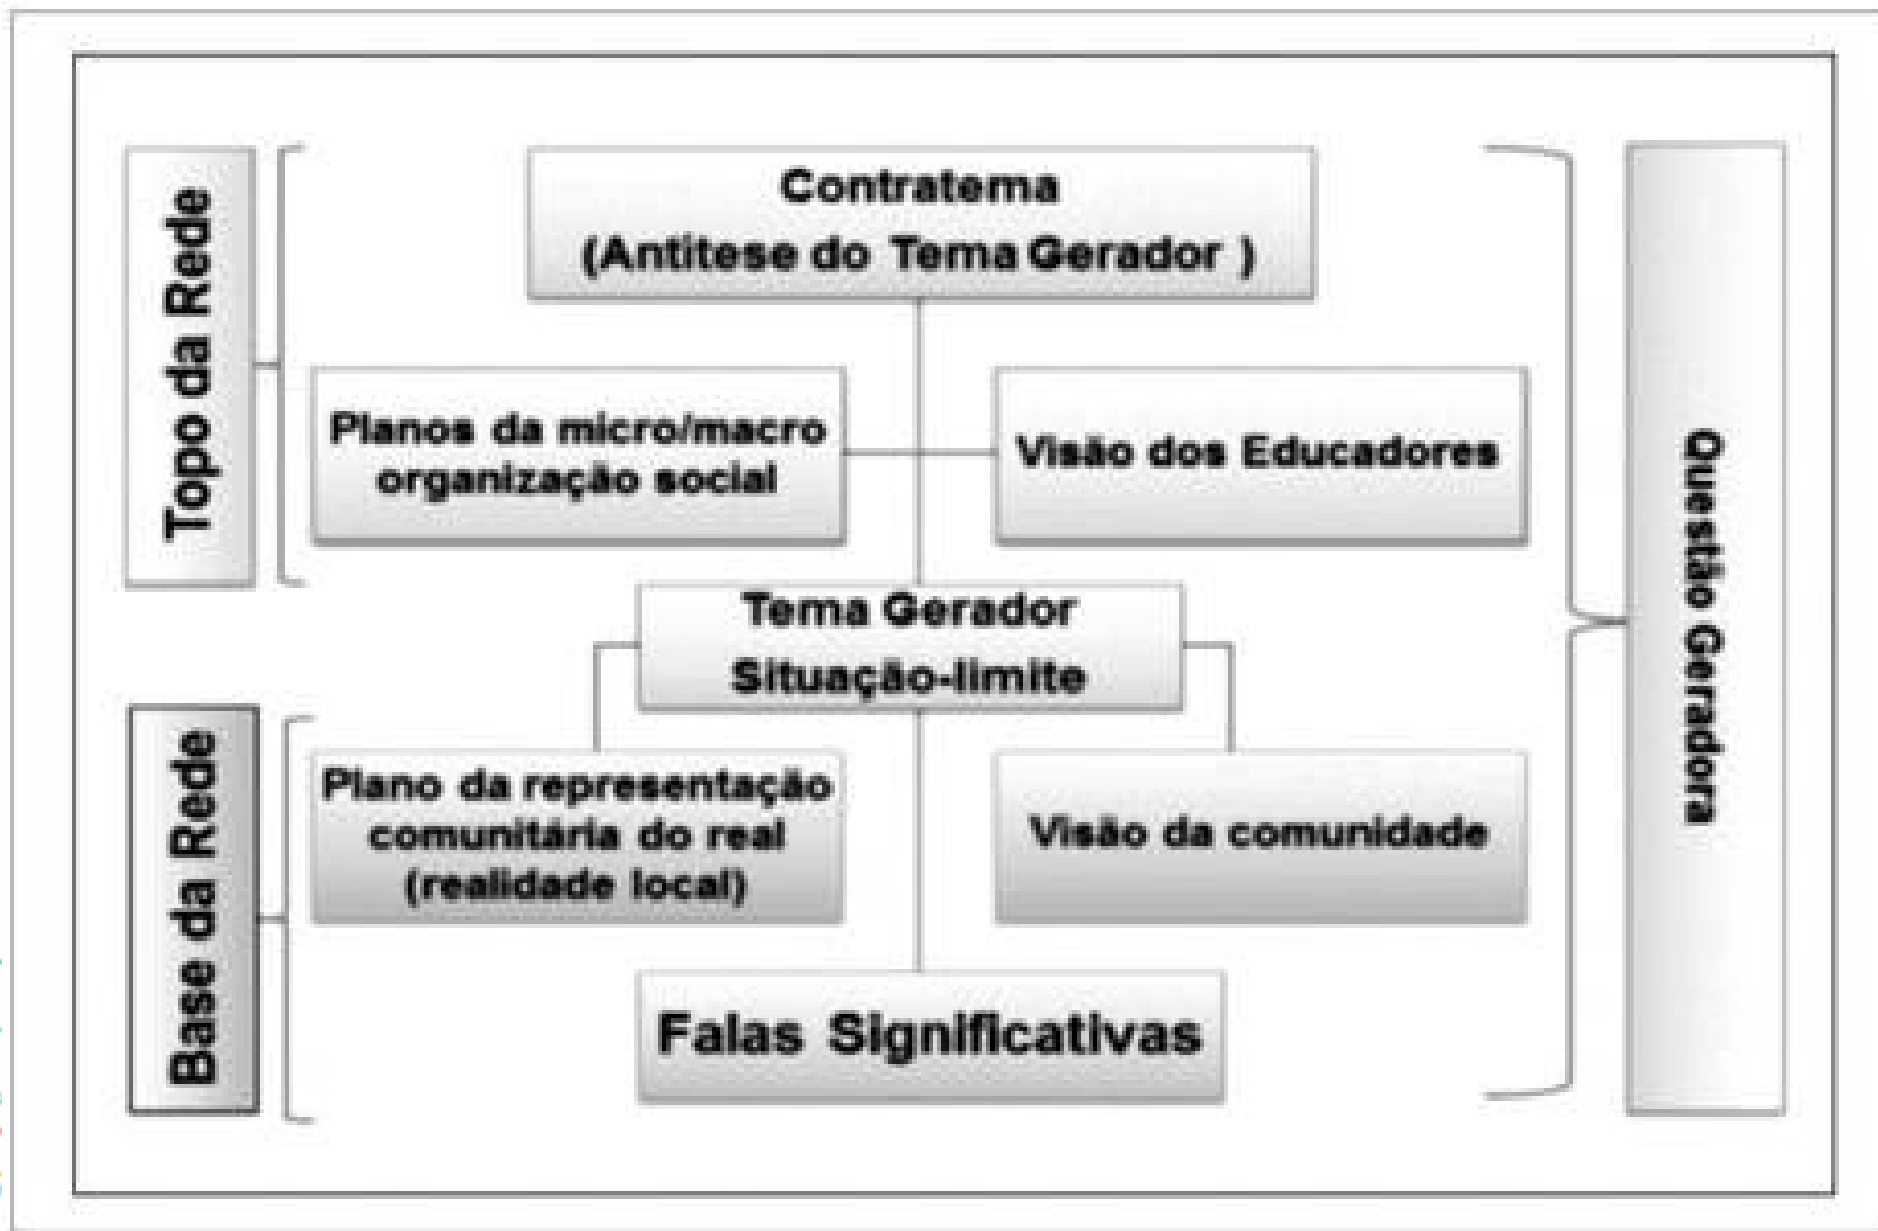 Topo da Rede
Contratema
(Antitese do Tema Gerador )
Planos da micro/macro
organização social
Visão dos Educadores
Tema Gerador
Situação-limite
Base da Rede
Plano da representação
comunitária do real
(realidade local)
Visão da comunidade
Falas Significativas
Questão Geradora